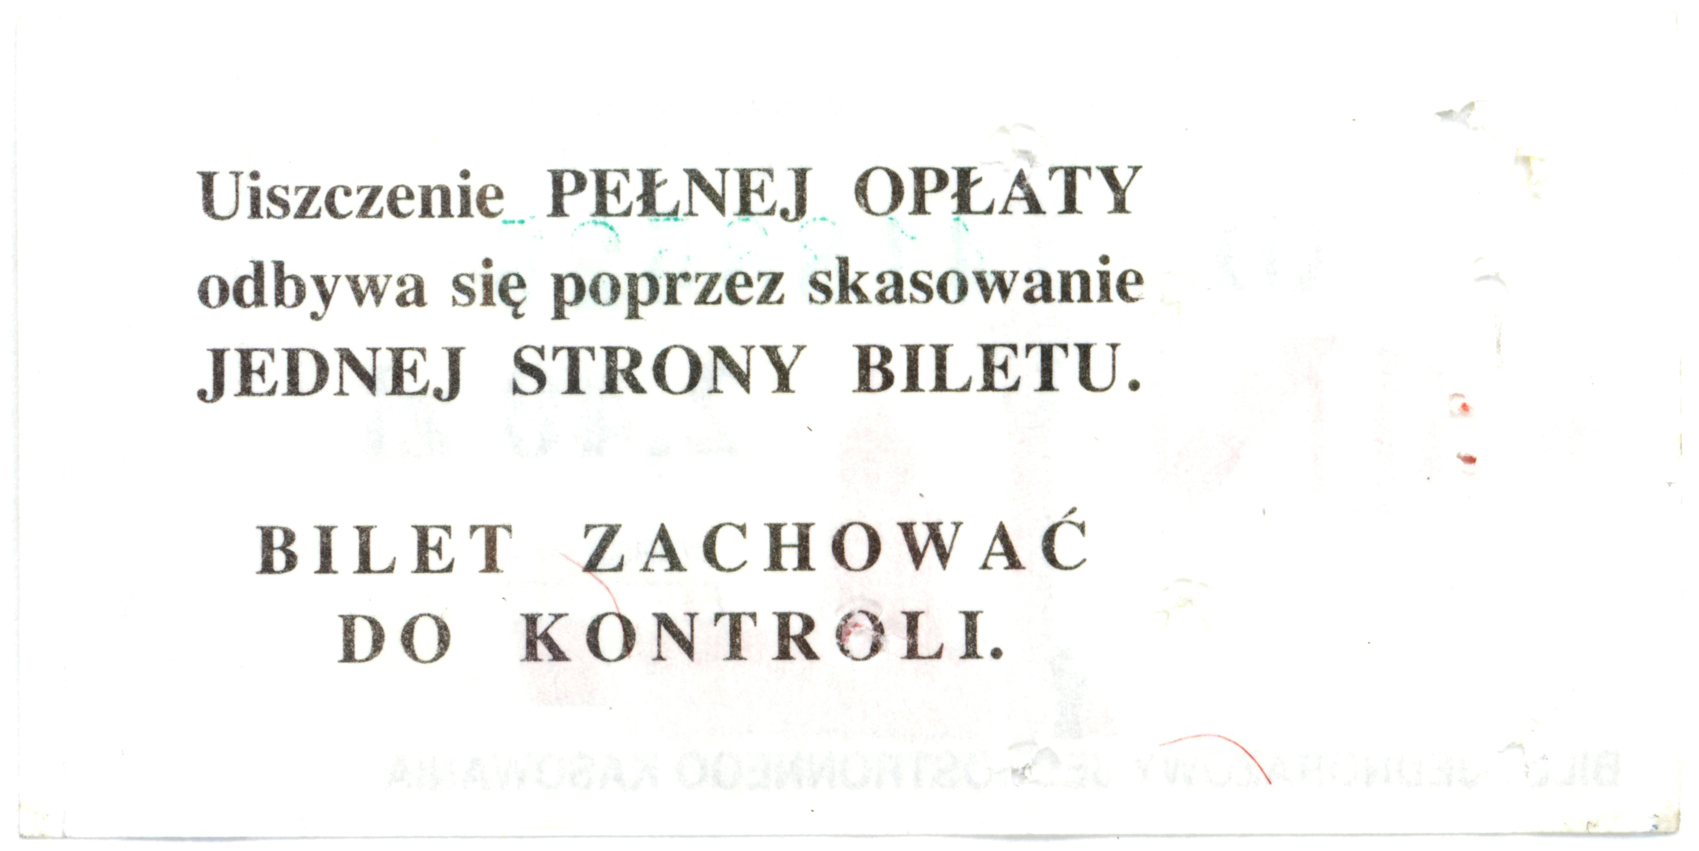 Uiszczenie PEŁNEJ OPŁATY
odbywa się poprzez skasowanie
JEDNEJ STRONY BILETU.
BILET ZACHOWAĆ
DO KONTROLI.